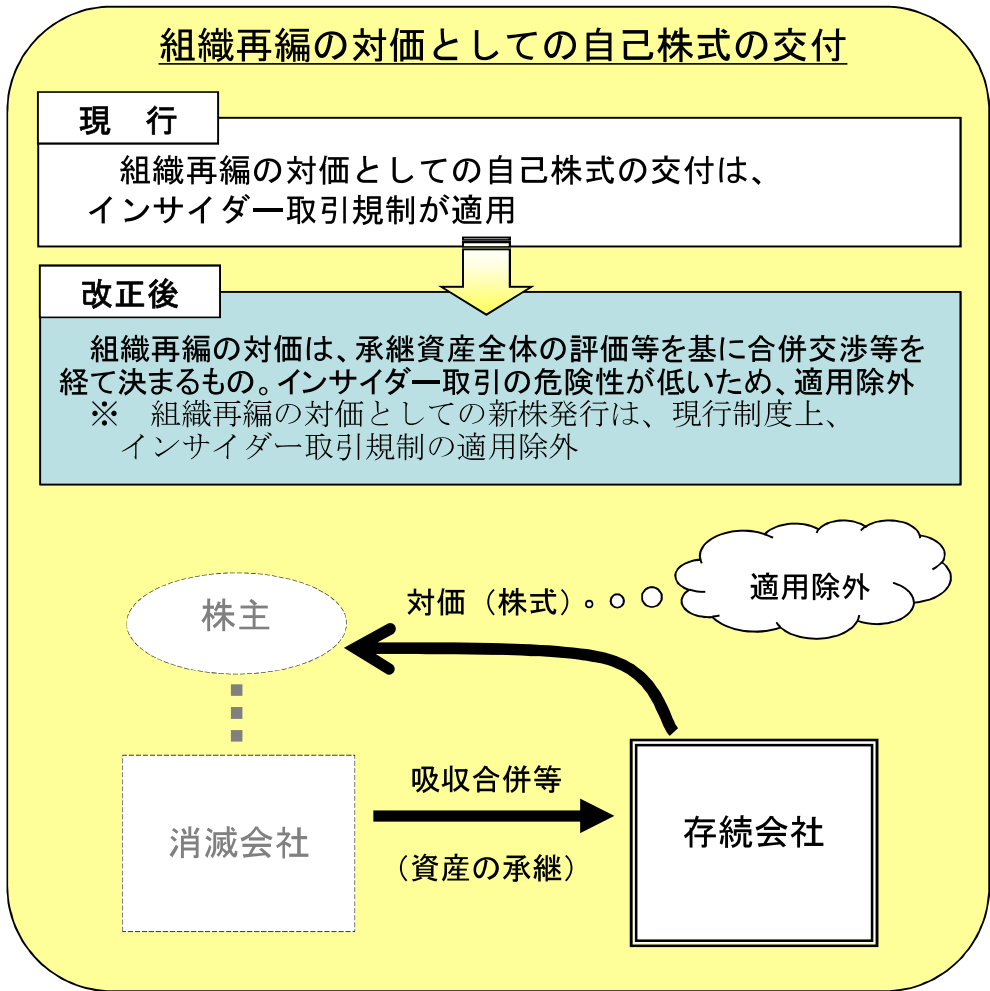 組織再編の対価としての自己株式の交付
現　行
組織再編の対価としての自己株式の交付は、
インサイダー取引規制が適用
改正後
組織再編の対価は、承継資産全体の評価等を基に合併交渉等を
経て決まるもの。インサイダー取引の危険性が低いため、適用除外
※　組織再編の対価としての新株発行は、現行制度上、
インサイダー取引規制の適用除外
適用除外
対価（株式）
株主
吸収合併等
消滅会社
存続会社
（資産の承継）